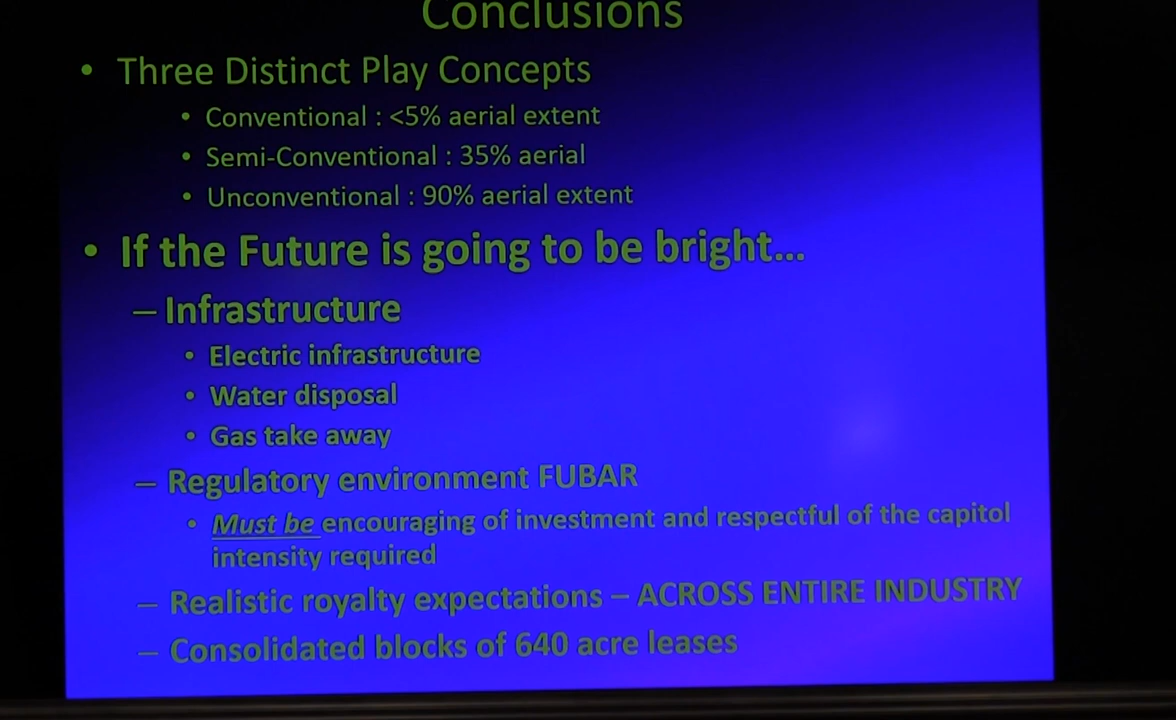 Conclusions
• Three Distinct Play Concepts
• Conventional : <5% aerial extent
• Semi-Conventional : 35% aerial
• Unconventional : 90% aerial extent
• If the Future is going to be bright...
– Infrastructure
• Electric infrastructure
• Water disposal
• Gas take away
– Regulatory environment FUBAR
• Must be encouraging of investment and respectful of the capitol
intensity required
– Realistic royalty expectations – ACROSS ENTIRE INDUSTRY
– Consolidated blocks of 640 acre leases